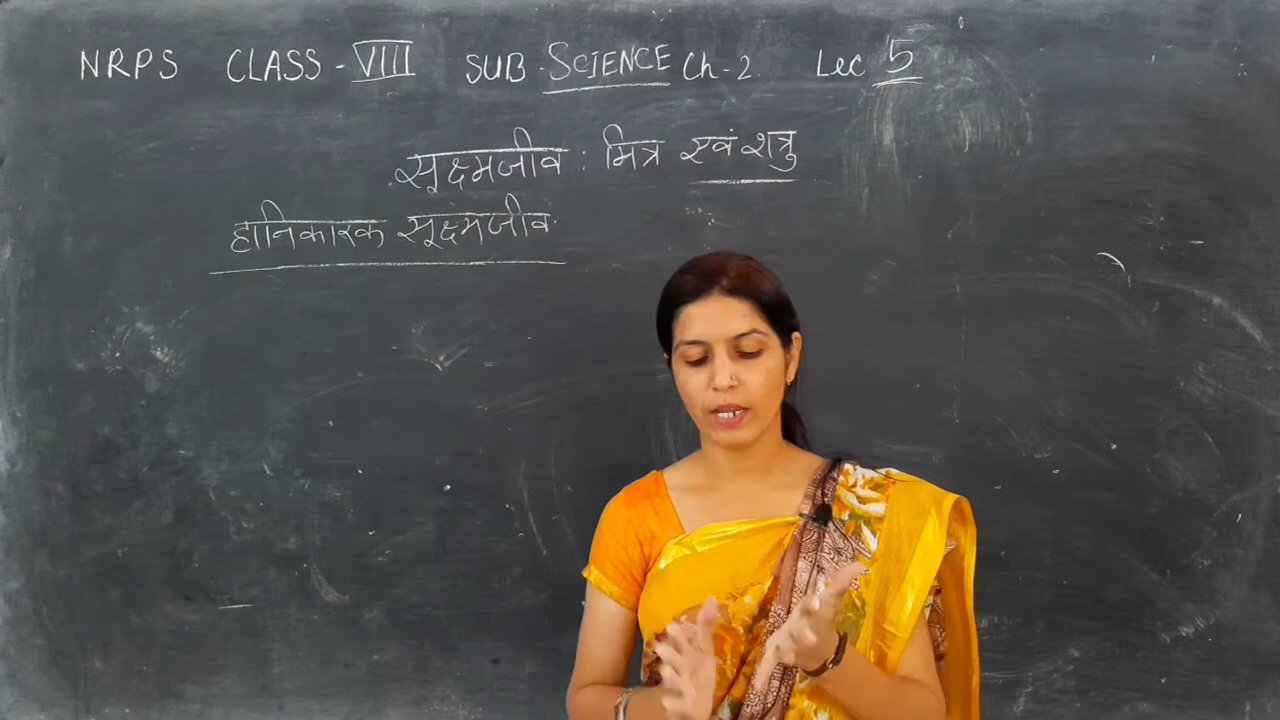 NRPS CLASS - VIII SUB - SCIENCE Ch - 2 Lec 5
सूक्ष्मजीव : मित्र एवं शत्रु
हानिकारक सूक्ष्मजीव